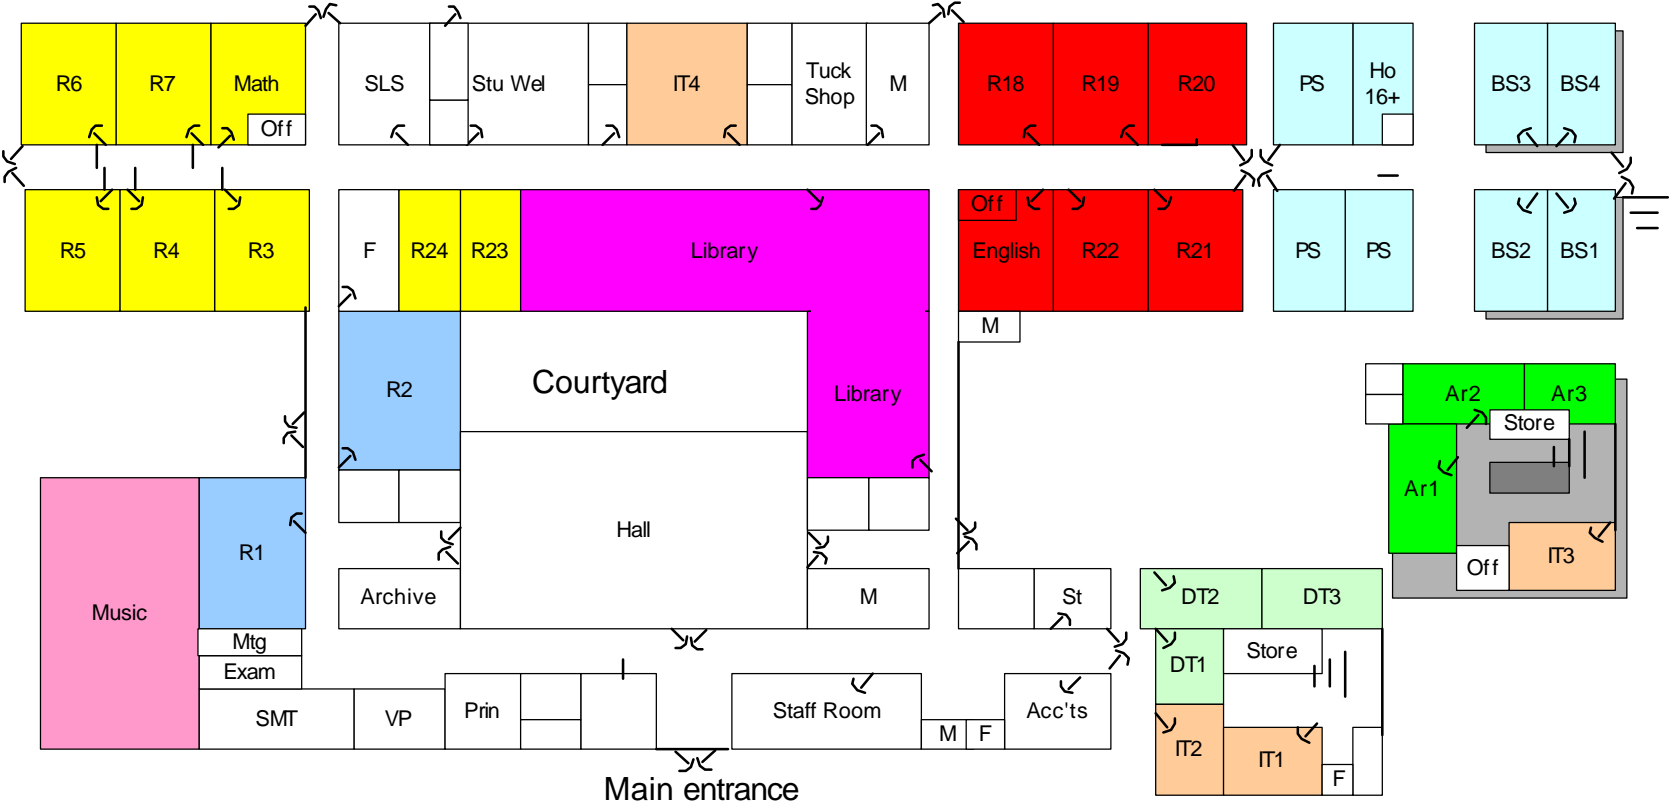 R6
R7
Math
Off
SLS
Stu Wel
IT4
Tuck
Shop
M
R18
R19
R20
PS
Ho
16+
BS3
BS4
R5
R4
R3
F
R24
R23
Library
Off
English
R22
R21
PS
PS
BS2
BS1
M
R2
Courtyard
Library
Ar2
Ar3
Store
Ar1
IT3
Off
R1
Hall
Archive
M
St
DT2
DT3
Music
Mtg
Exam
DT1
Store
SMT
VP
Prin
Staff Room
M
F
Acc'ts
IT2
IT1
F
Main entrance